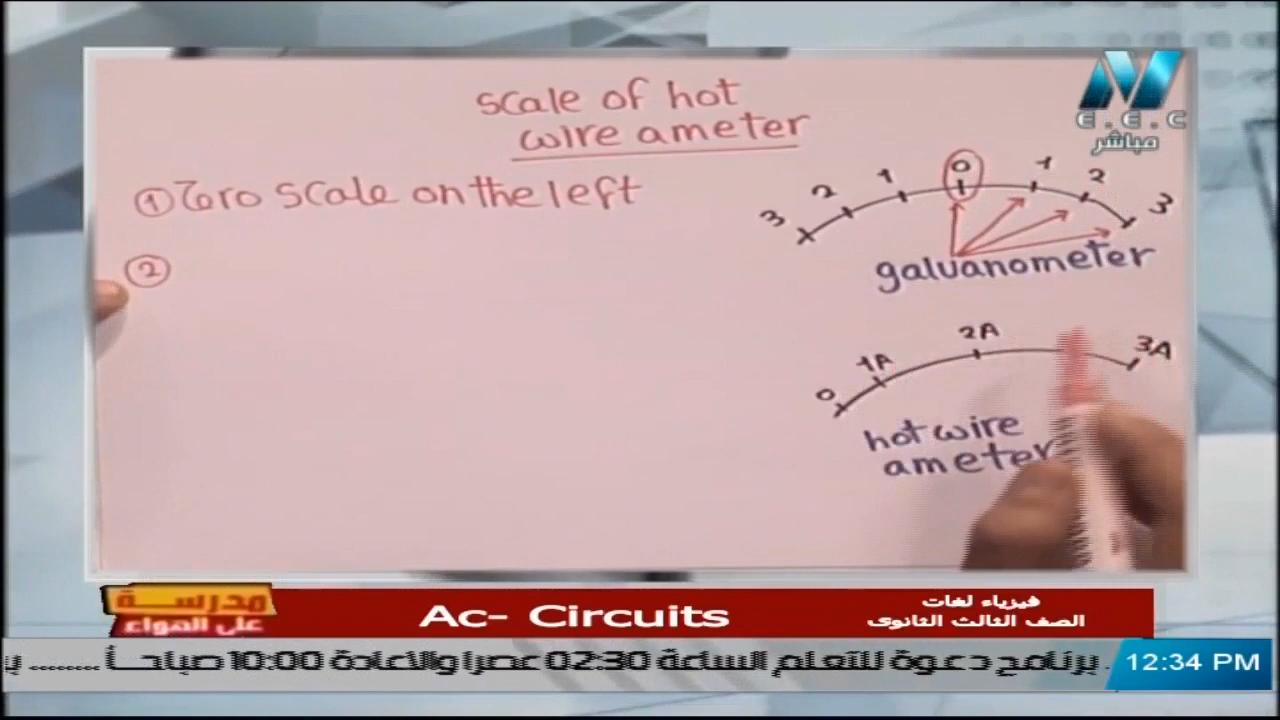 scale of hot
wire ameter
① Zero scale on the left
②
3 2 1 0 1 2 3
galvanometer
0 1A 2A 3A
hot wire
ameter
E.E.C
مباشر
مدرسة
على الهواء
Ac- Circuits
فيزياء لغات
الصف الثالث الثانوى
برنامج دعوة للتعلم الساعة 02:30 عصرا والاعادة 10:00 صباحـــأ ........
12:34 PM